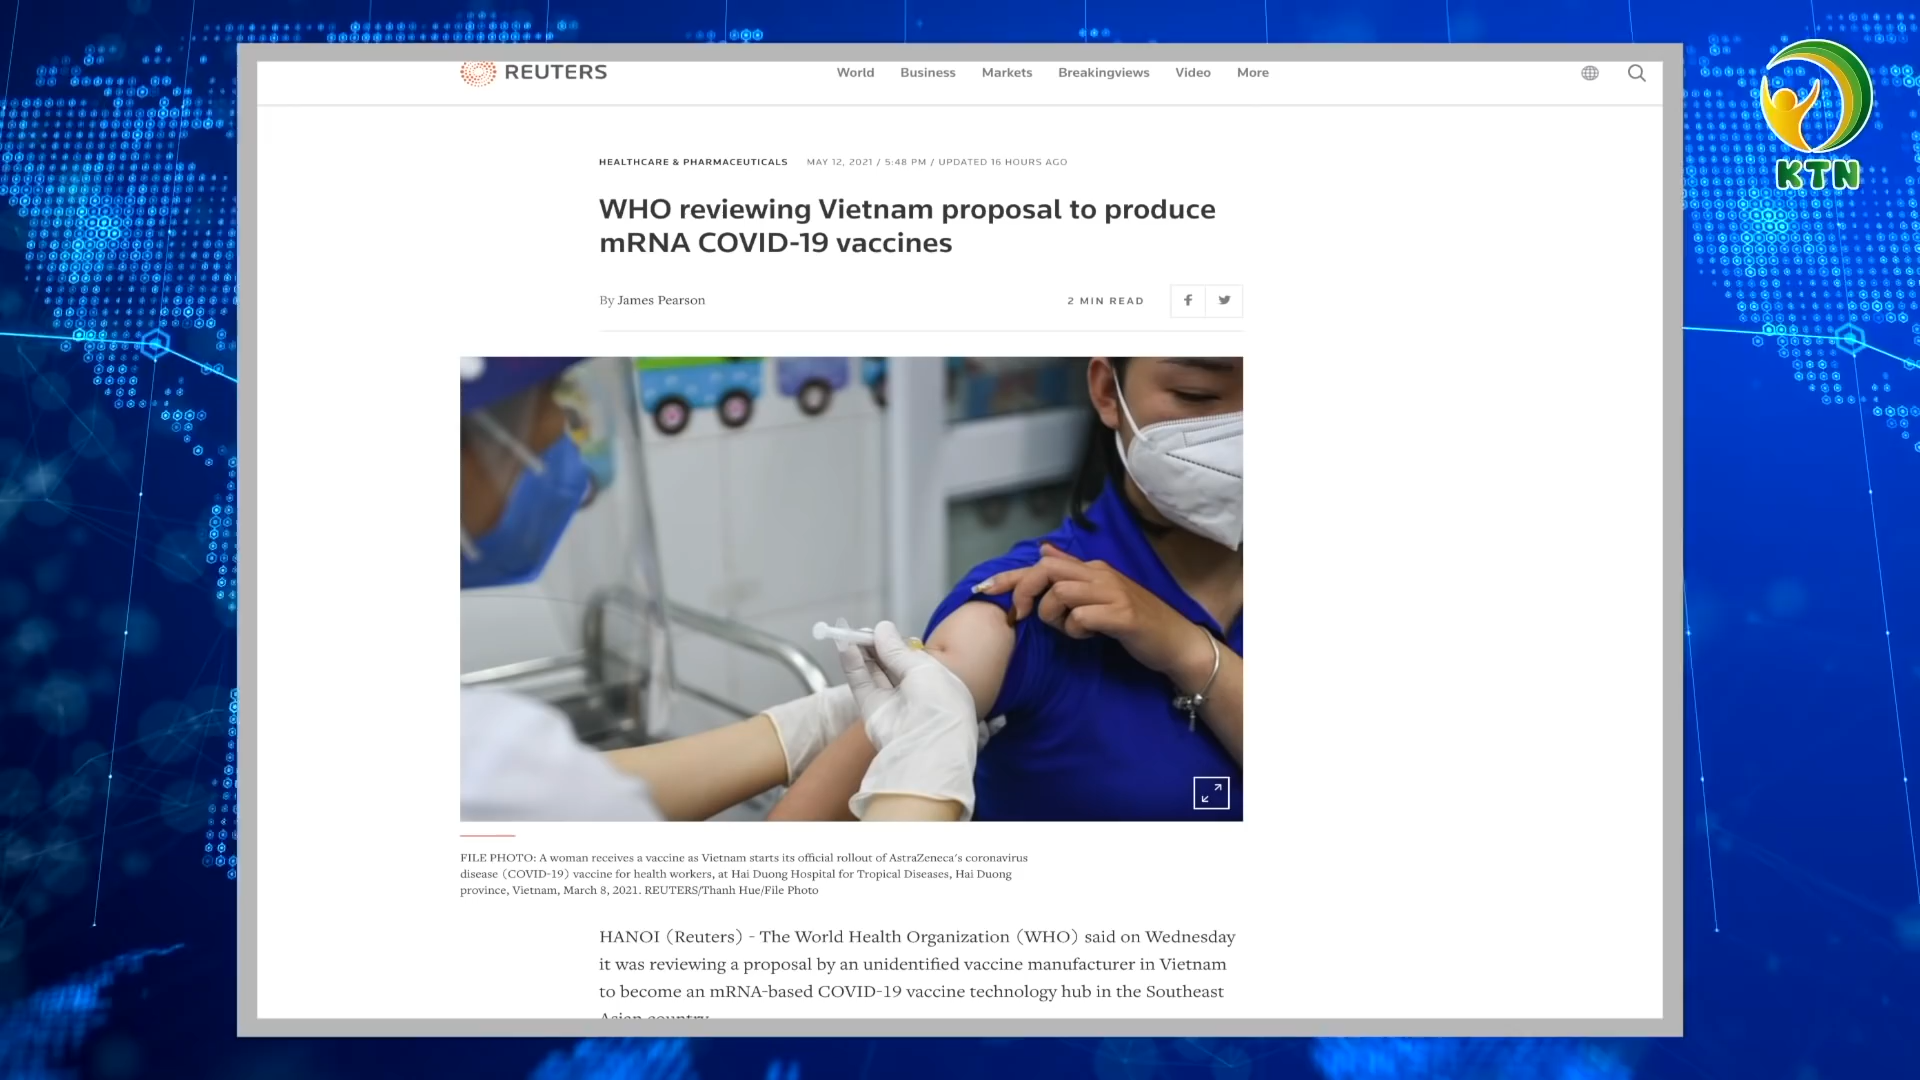 REUTERS
World Business Markets Breakingviews Video More
KTN
HEALTHCARE & PHARMACEUTICALS MAY 12, 2021 / 5:48 PM / UPDATED 16 HOURS AGO
WHO reviewing Vietnam proposal to produce
mRNA COVID-19 vaccines
By James Pearson
2 MIN READ
FILE PHOTO: A woman receives a vaccine as Vietnam starts its official rollout of AstraZeneca's coronavirus
disease (COVID-19) vaccine for health workers, at Hai Duong Hospital for Tropical Diseases, Hai Duong
province, Vietnam, March 8, 2021. REUTERS/Thanh Hue/File Photo
HANOI (Reuters) - The World Health Organization (WHO) said on Wednesday
it was reviewing a proposal by an unidentified vaccine manufacturer in Vietnam
to become an mRNA-based COVID-19 vaccine technology hub in the Southeast
Asian country.